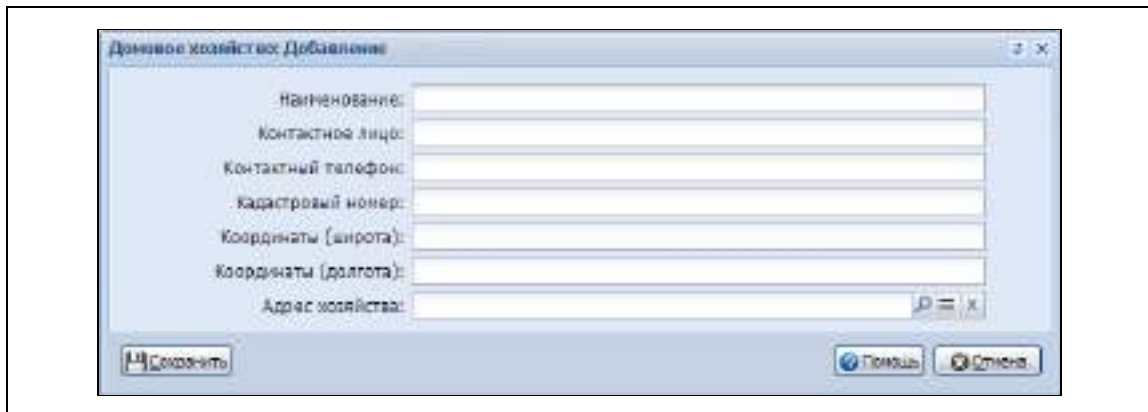 Домовое хозяйство: Добавление
Наименование:
Контактное лицо:
Контактный телефон:
Кадастровый номер:
Координаты (широта):
Координаты (долгота):
Адрес хозяйства:
Сохранить
Помощь
Отмена